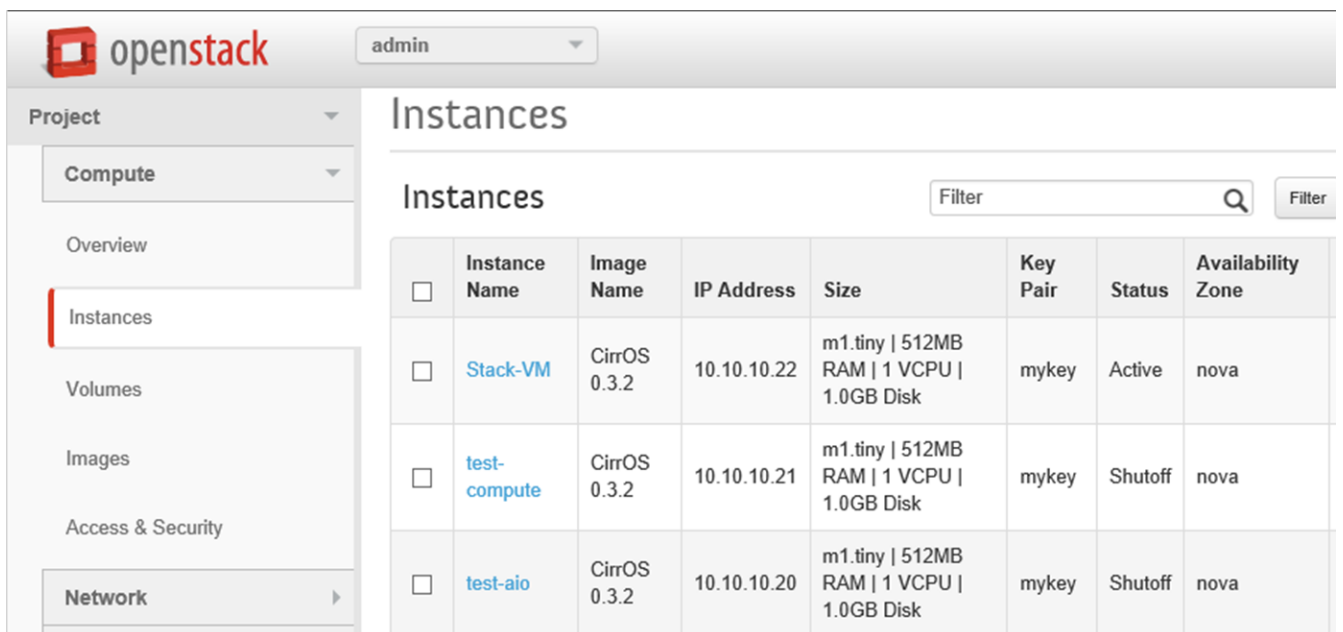 openstack
admin
Project
Compute
Overview
Instances
Volumes
Images
Access & Security
Network
Instances
Instances
Filter
Filter
Instance
Name
Image
Name
IP Address
Size
Key
Pair
Status
Availability
Zone
Stack-VM
CirrOS
0.3.2
10.10.10.22
m1.tiny | 512MB
RAM | 1 VCPU |
1.0GB Disk
mykey
Active
nova
test-
compute
CirrOS
0.3.2
10.10.10.21
m1.tiny | 512MB
RAM | 1 VCPU |
1.0GB Disk
mykey
Shutoff
nova
test-aio
CirrOS
0.3.2
10.10.10.20
m1.tiny | 512MB
RAM | 1 VCPU |
1.0GB Disk
mykey
Shutoff
nova